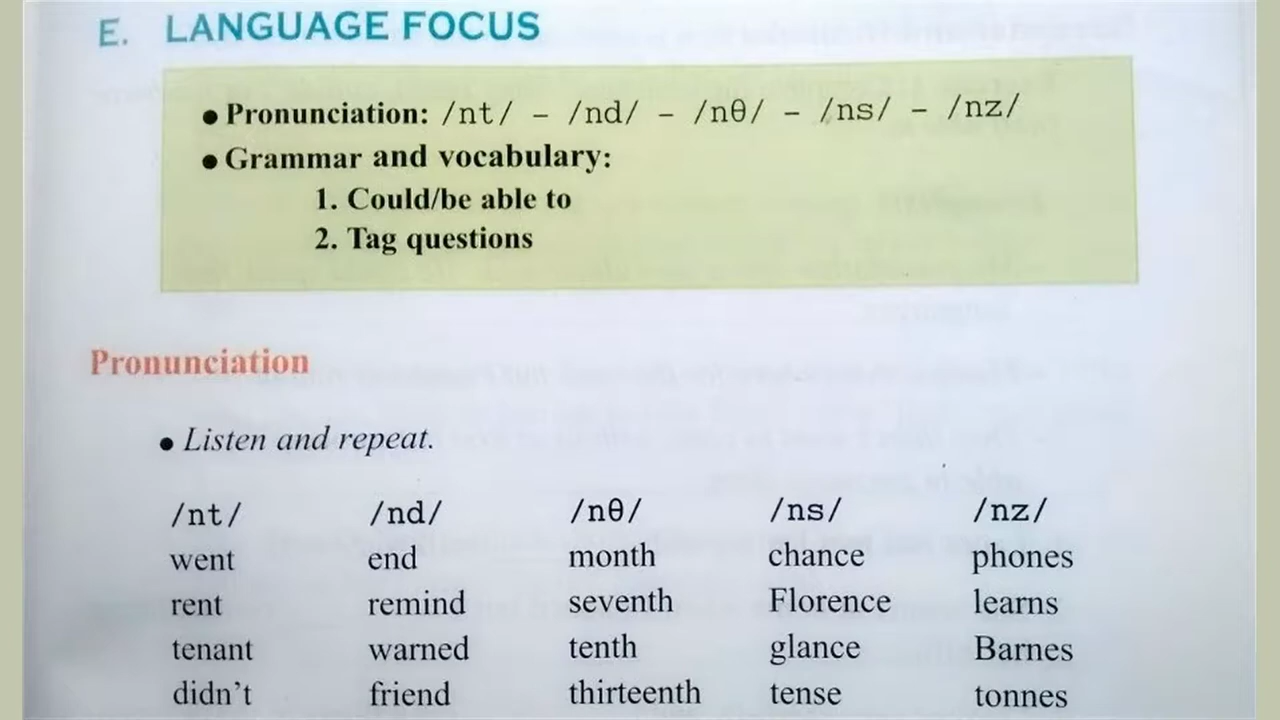 E. LANGUAGE FOCUS
● Pronunciation: /nt/ – /nd/ – /nθ/ – /ns/ – /nz/
● Grammar and vocabulary:
1. Could/be able to
2. Tag questions
Pronunciation
● Listen and repeat.
/nt/ /nd/ /nθ/ /ns/ /nz/
went end month chance phones
rent remind seventh Florence learns
tenant warned tenth glance Barnes
didn't friend thirteenth tense tonnes